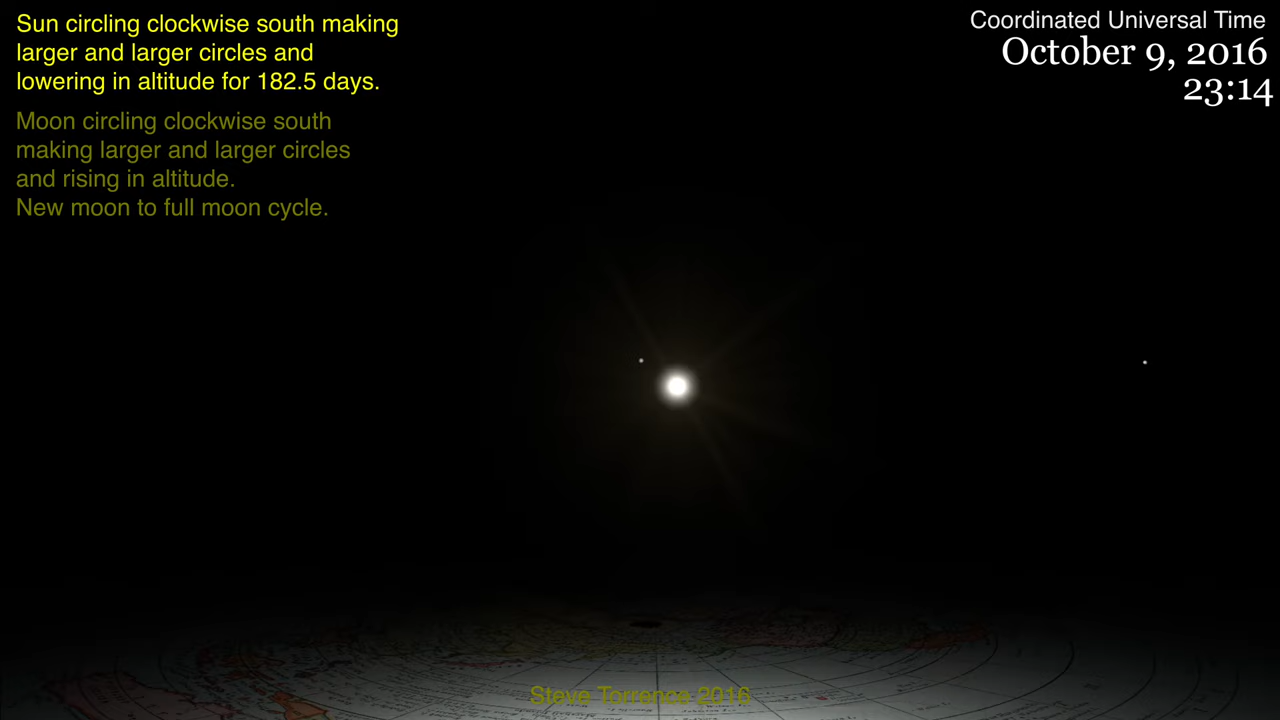 Sun circling clockwise south making
larger and larger circles and
lowering in altitude for 182.5 days.
Moon circling clockwise south
making larger and larger circles
and rising in altitude.
New moon to full moon cycle.
Coordinated Universal Time
October 9, 2016
23:14
Steve Torrence 2016